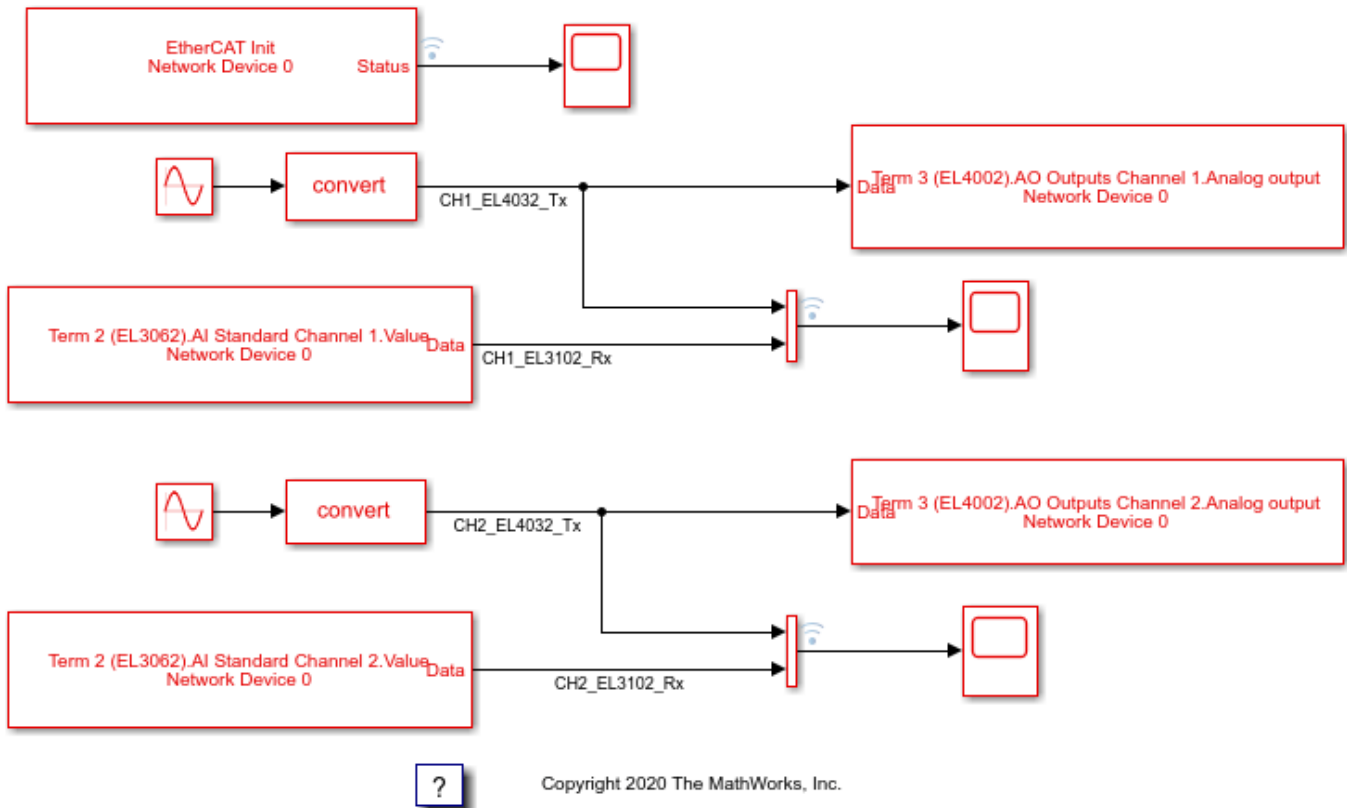 EtherCAT Init
Network Device 0
Status
convert
CH1_EL4032_Tx
Data
Term 3 (EL4002).AO Outputs Channel 1.Analog output
Network Device 0
Term 2 (EL3062).AI Standard Channel 1.Value
Network Device 0
Data
CH1_EL3102_Rx
convert
CH2_EL4032_Tx
Data
Term 3 (EL4002).AO Outputs Channel 2.Analog output
Network Device 0
Term 2 (EL3062).AI Standard Channel 2.Value
Network Device 0
Data
CH2_EL3102_Rx
?
Copyright 2020 The MathWorks, Inc.